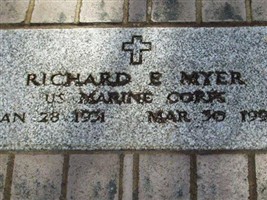 RICHARD E MYER
US MARINE CORPS
AN 28 1931 MAR 30 199